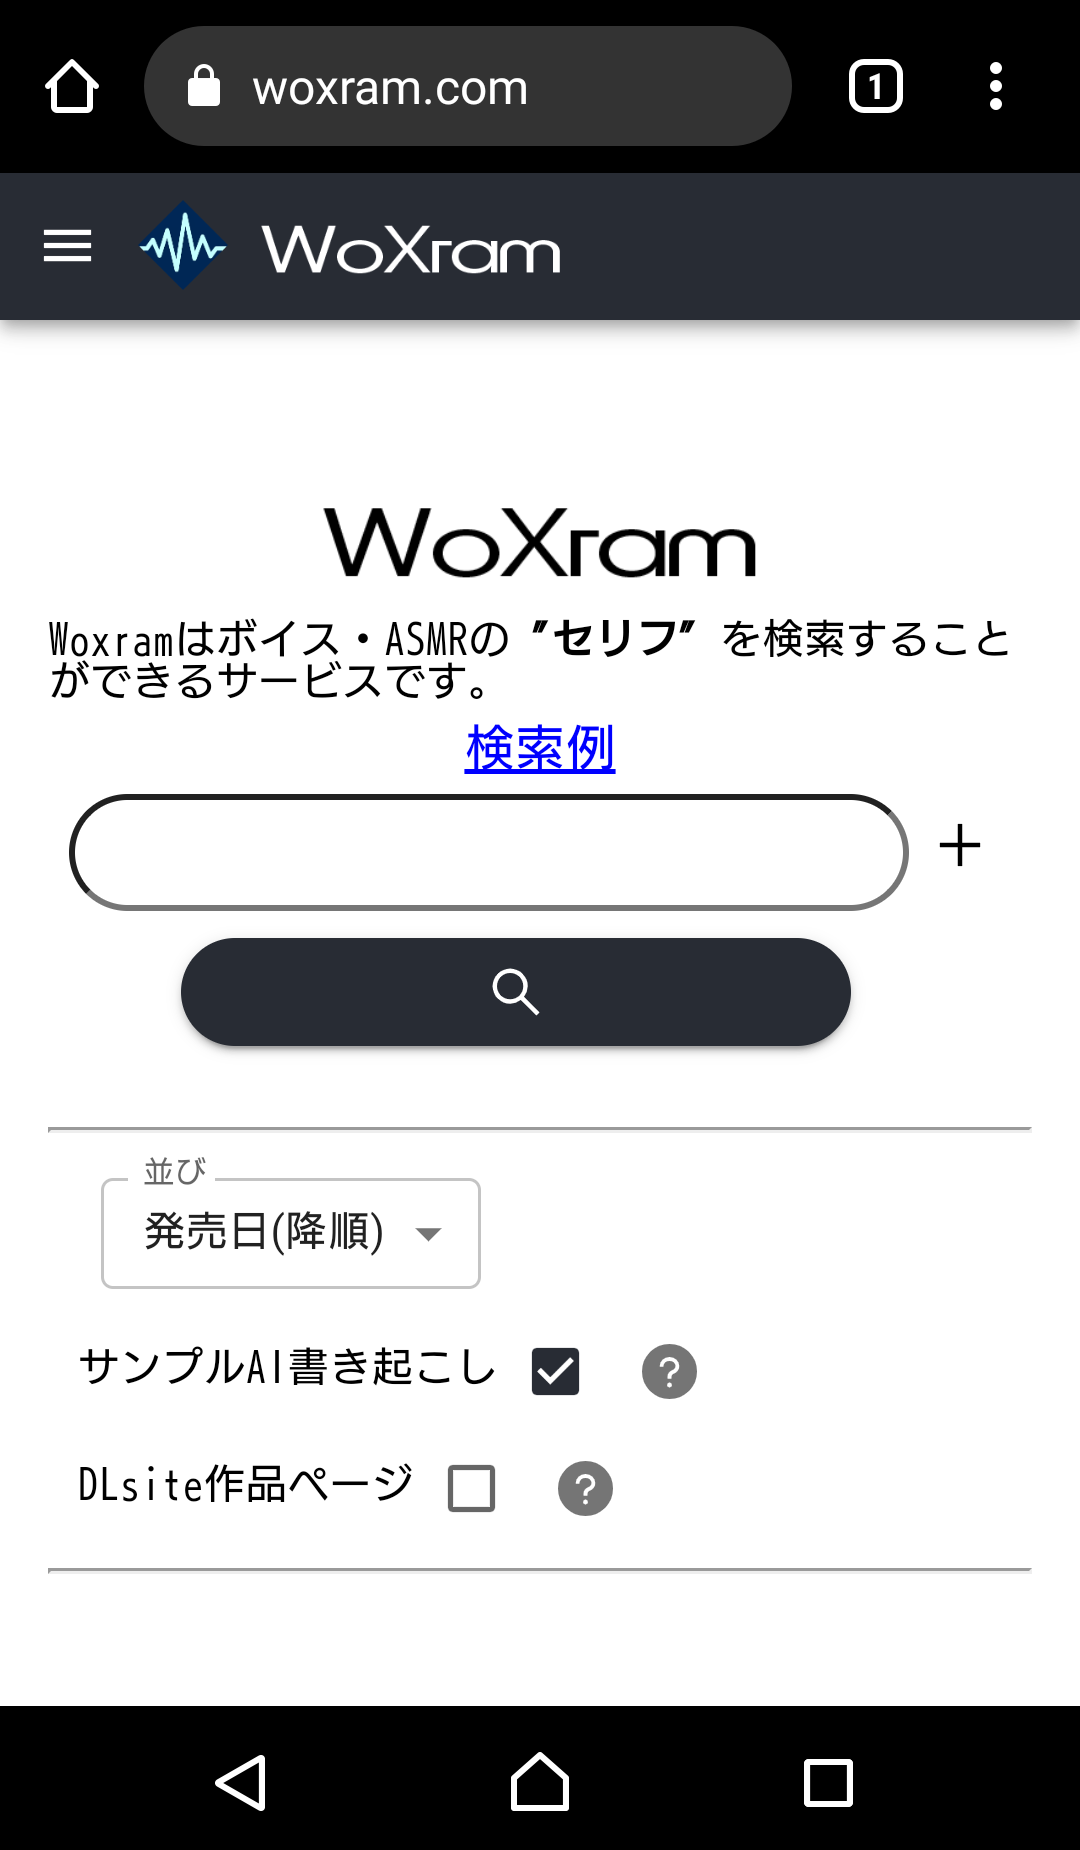 woxram.com
1
WoXram
WoXram
Woxramはボイス・ASMRの〝セリフ〞を検索すること
ができるサービスです。
検索例
並び
発売日(降順)
サンプルAI書き起こし
DLsite作品ページ